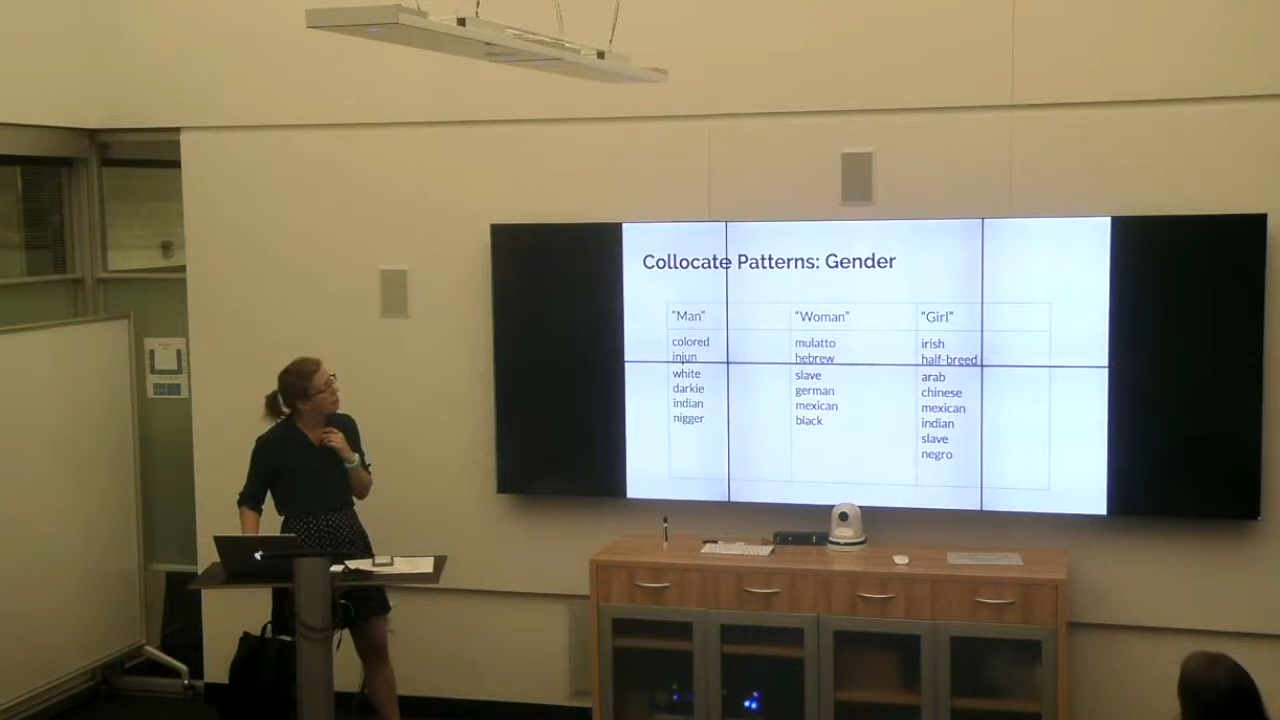 Collocate Patterns: Gender
"Man" "Woman" "Girl"
colored mulatto irish
injun hebrew half-breed
white slave arab
darkie german chinese
indian mexican mexican
nigger black indian
slave
negro